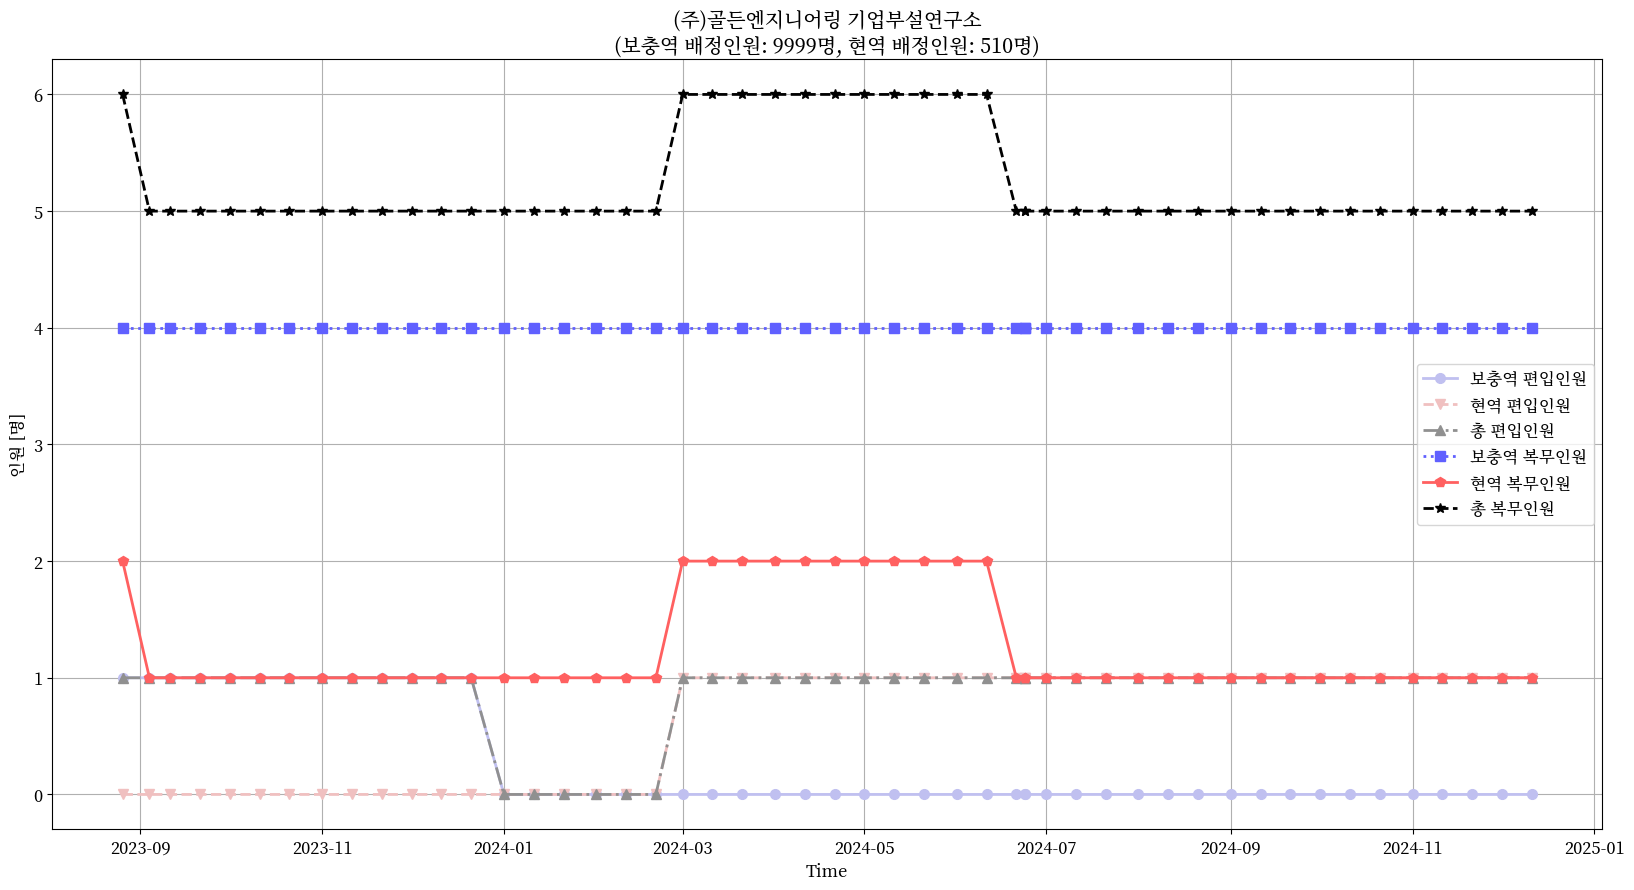 (주)골든엔지니어링 기업부설연구소
(보충역 배정인원: 9999명, 현역 배정인원: 510명)
6
5
4
3
2
1
0
인원 [명]
보충역 편입인원
현역 편입인원
총 편입인원
보충역 복무인원
현역 복무인원
총 복무인원
2023-09 2023-11 2024-01 2024-03 2024-05 2024-07 2024-09 2024-11 2025-01
Time